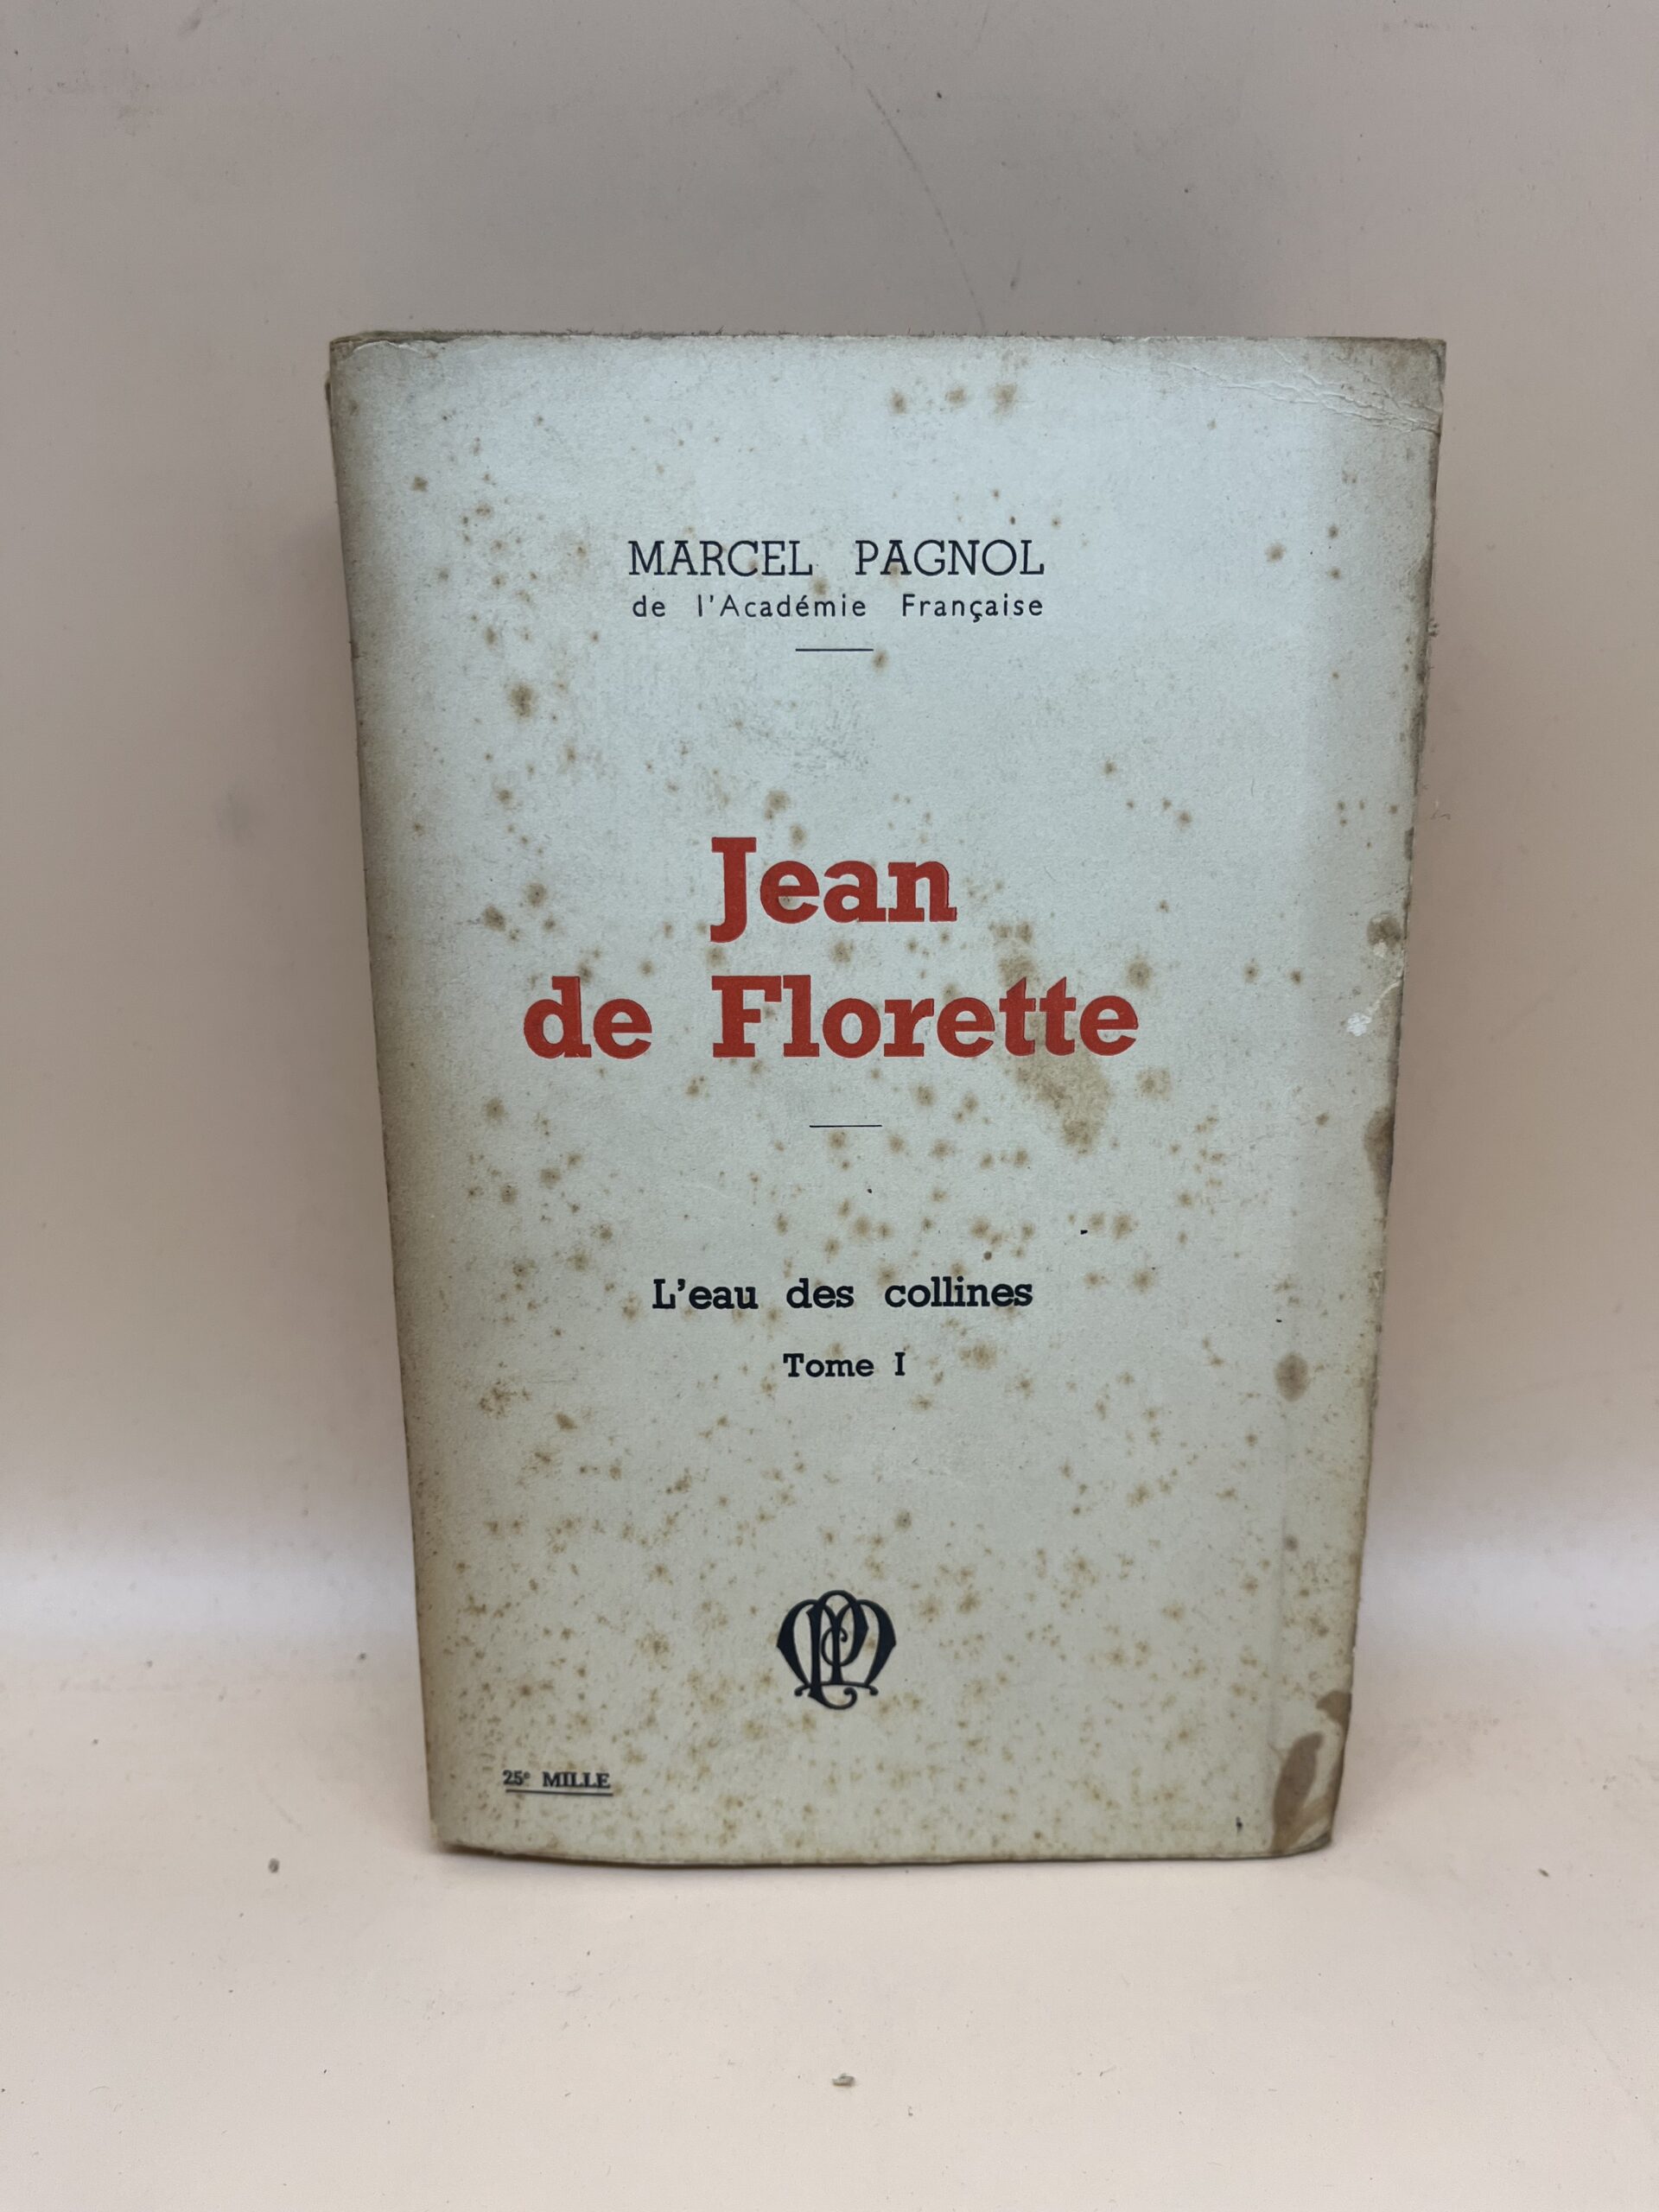 MARCEL PAGNOL
de l'Académie Française
Jean
de Florette
L'eau des collines
Tome I
25e MILLE